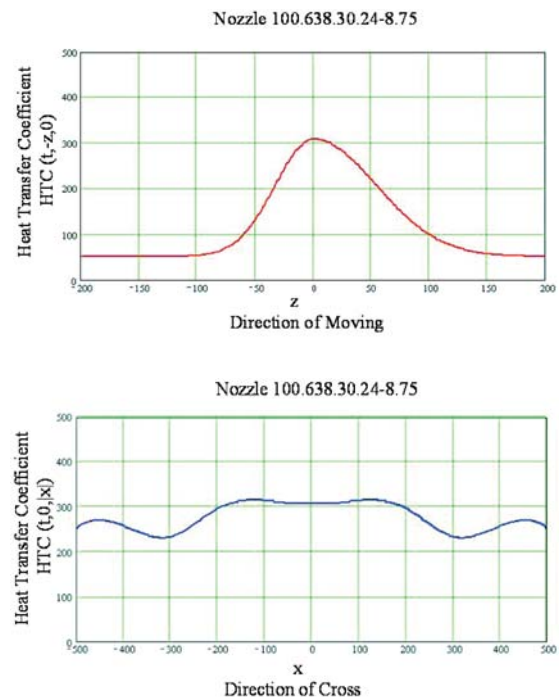 Nozzle 100.638.30.24-8.75
Heat Transfer Coefficient
HTC (t,-z,0)
500
400
300
200
100
0
-200 -150 -100 -50 0 50 100 150 200
z
Direction of Moving
Nozzle 100.638.30.24-8.75
Heat Transfer Coefficient
HTC (t,0,|x|)
500
400
300
200
100
0
-500 -400 -300 -200 -100 0 100 200 300 400 500
x
Direction of Cross